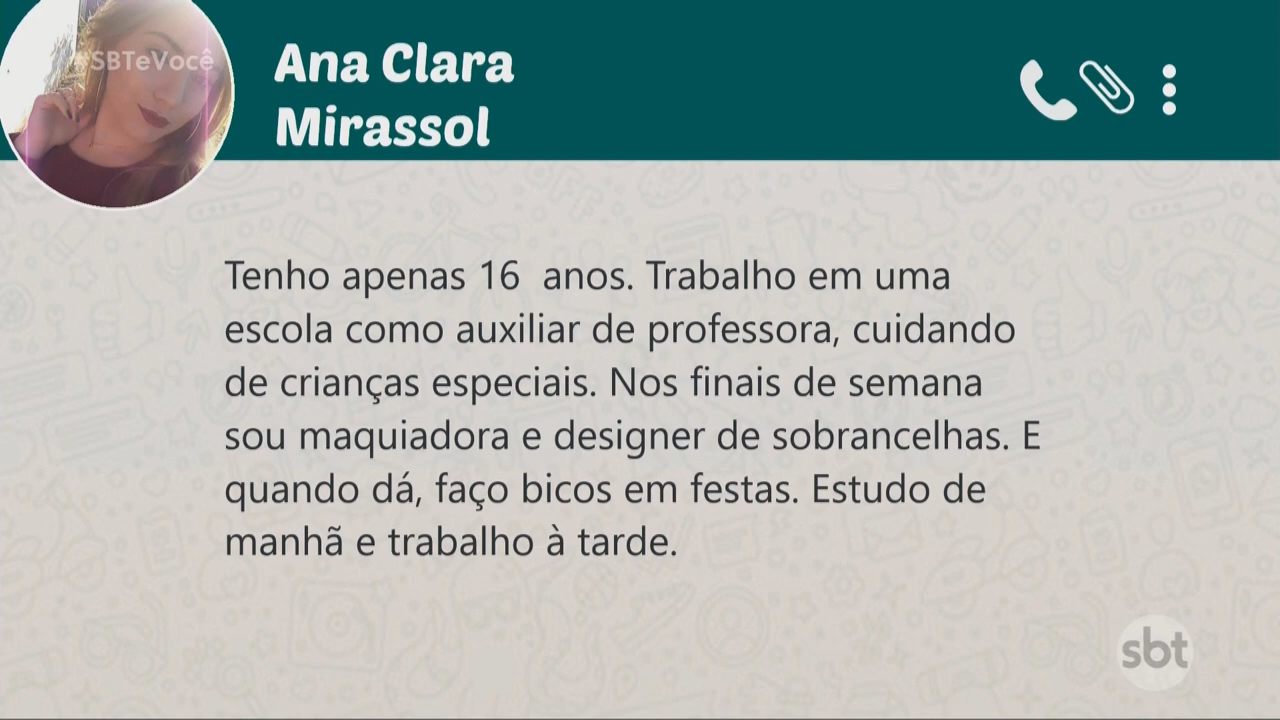 #SBTeVocê
Ana Clara
Mirassol
Tenho apenas 16 anos. Trabalho em uma
escola como auxiliar de professora, cuidando
de crianças especiais. Nos finais de semana
sou maquiadora e designer de sobrancelhas. E
quando dá, faço bicos em festas. Estudo de
manhã e trabalho à tarde.
sbt